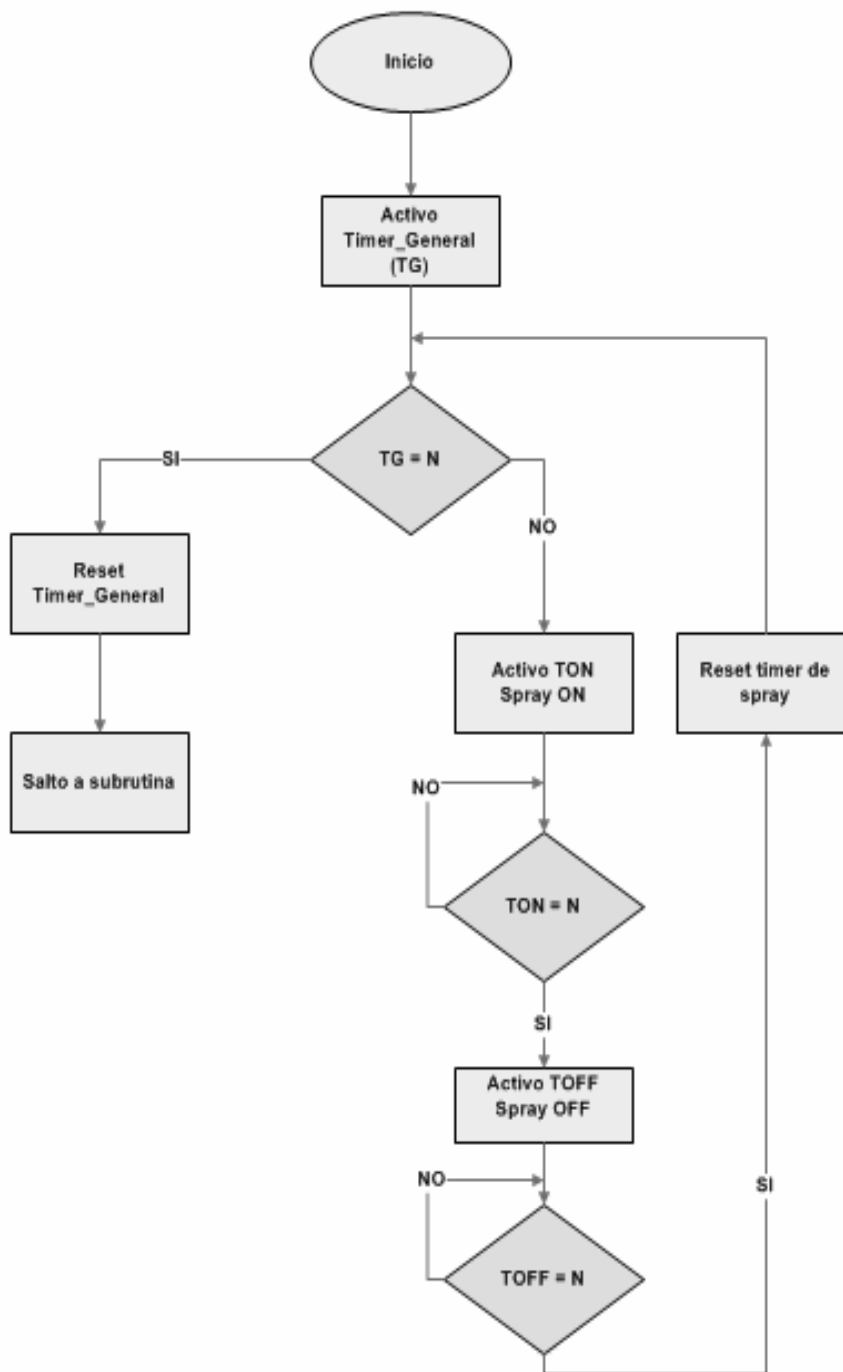 Inicio
Activo
Timer_General
(TG)
TG = N
SI
NO
Reset
Timer_General
Activo TON
Spray ON
Reset timer de
spray
Salto a subrutina
NO
TON = N
SI
Activo TOFF
Spray OFF
NO
SI
TOFF = N